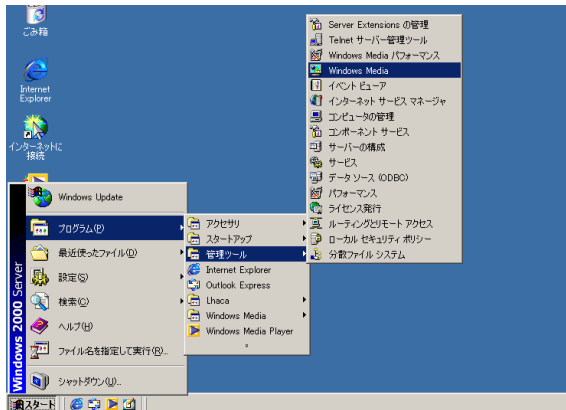 ごみ箱
Internet
Explorer
インターネットに
接続
Windows 2000 Server
Windows Update
プログラム(P)
最近使ったファイル(D)
設定(S)
検索(C)
ヘルプ(H)
ファイル名を指定して実行(R)...
シャットダウン(U)...
アクセサリ
スタートアップ
管理ツール
Internet Explorer
Outlook Express
Lhaca
Windows Media
Windows Media Player
Server Extensions の管理
Telnet サーバー管理ツール
Windows Media パフォーマンス
Windows Media
イベント ビューア
インターネット サービス マネージャ
コンピュータの管理
コンポーネント サービス
サーバーの構成
サービス
データ ソース (ODBC)
パフォーマンス
ライセンス発行
ルーティングとリモート アクセス
ローカル セキュリティ ポリシー
分散ファイル システム
スタート